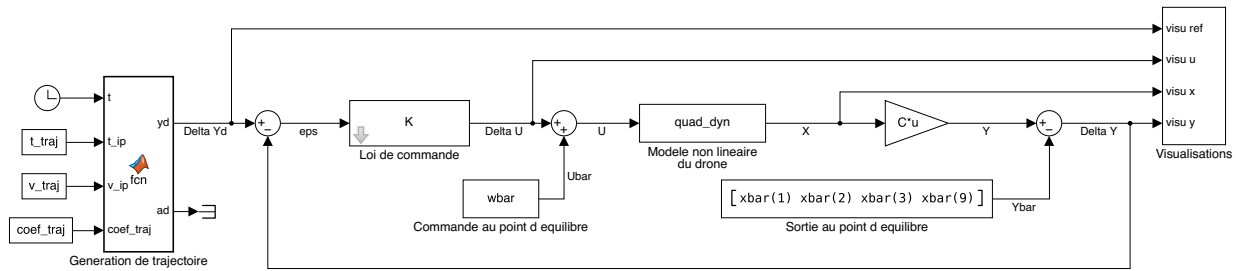 visu ref
visu u
visu x
visu y
Visualisations
t
t_ip
v_ip
coef_traj
yd
ad
fcn
t_traj
v_traj
coef_traj
Generation de trajectoire
Delta Yd
+
−
eps
K
Loi de commande
Delta U
+
+
U
Ubar
wbar
Commande au point d equilibre
quad_dyn
Modele non lineaire
du drone
X
C*u
Y
+
−
Delta Y
Ybar
[ xbar(1) xbar(2) xbar(3) xbar(9) ]
Sortie au point d equilibre